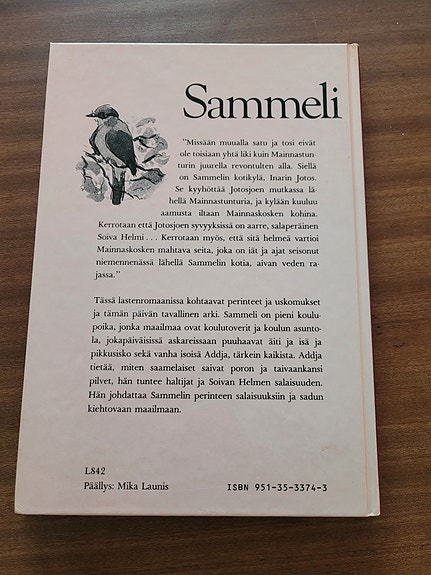 Sammeli
"Missään muualla satu ja tosi eivät
ole toisiaan yhtä liki kuin Mainnastun-
turin juurella revontulten alla. Siellä
on Sammelin kotikylä, Inarin Jotos.
Se kyyhöttää Jotosjoen mutkassa lä-
hellä Mainnastunturia, ja kylään kuuluu
aamusta iltaan Mainnaskosken kohina.
Kerrotaan että Jotosjoen syvyyksissä on aarre, salaperäinen
Soiva Helmi . . . Kerrotaan myös, että sitä helmeä vartioi
Mainnaskosken mahtava seita, joka on iät ja ajat seisonut
niemennenässä lähellä Sammelin kotia, aivan veden ra-
jassa."
Tässä lastenromaanissa kohtaavat perinteet ja uskomukset
ja tämän päivän tavallinen arki. Sammeli on pieni koulu-
poika, jonka maailmaa ovat koulutoverit ja koulun asunto-
la, jokapäiväisissä askareissaan puuhaavat äiti ja isä ja
pikkusisko sekä vanha isoisä Addja, tärkein kaikista. Addja
tietää, miten saamelaiset saivat poron ja taivaankansi
pilvet, hän tuntee haltijat ja Soivan Helmen salaisuuden.
Hän johdattaa Sammelin perinteen salaisuuksiin ja sadun
kiehtovaan maailmaan.
L842
Päällys: Mika Launis
ISBN 951-35-3374-3